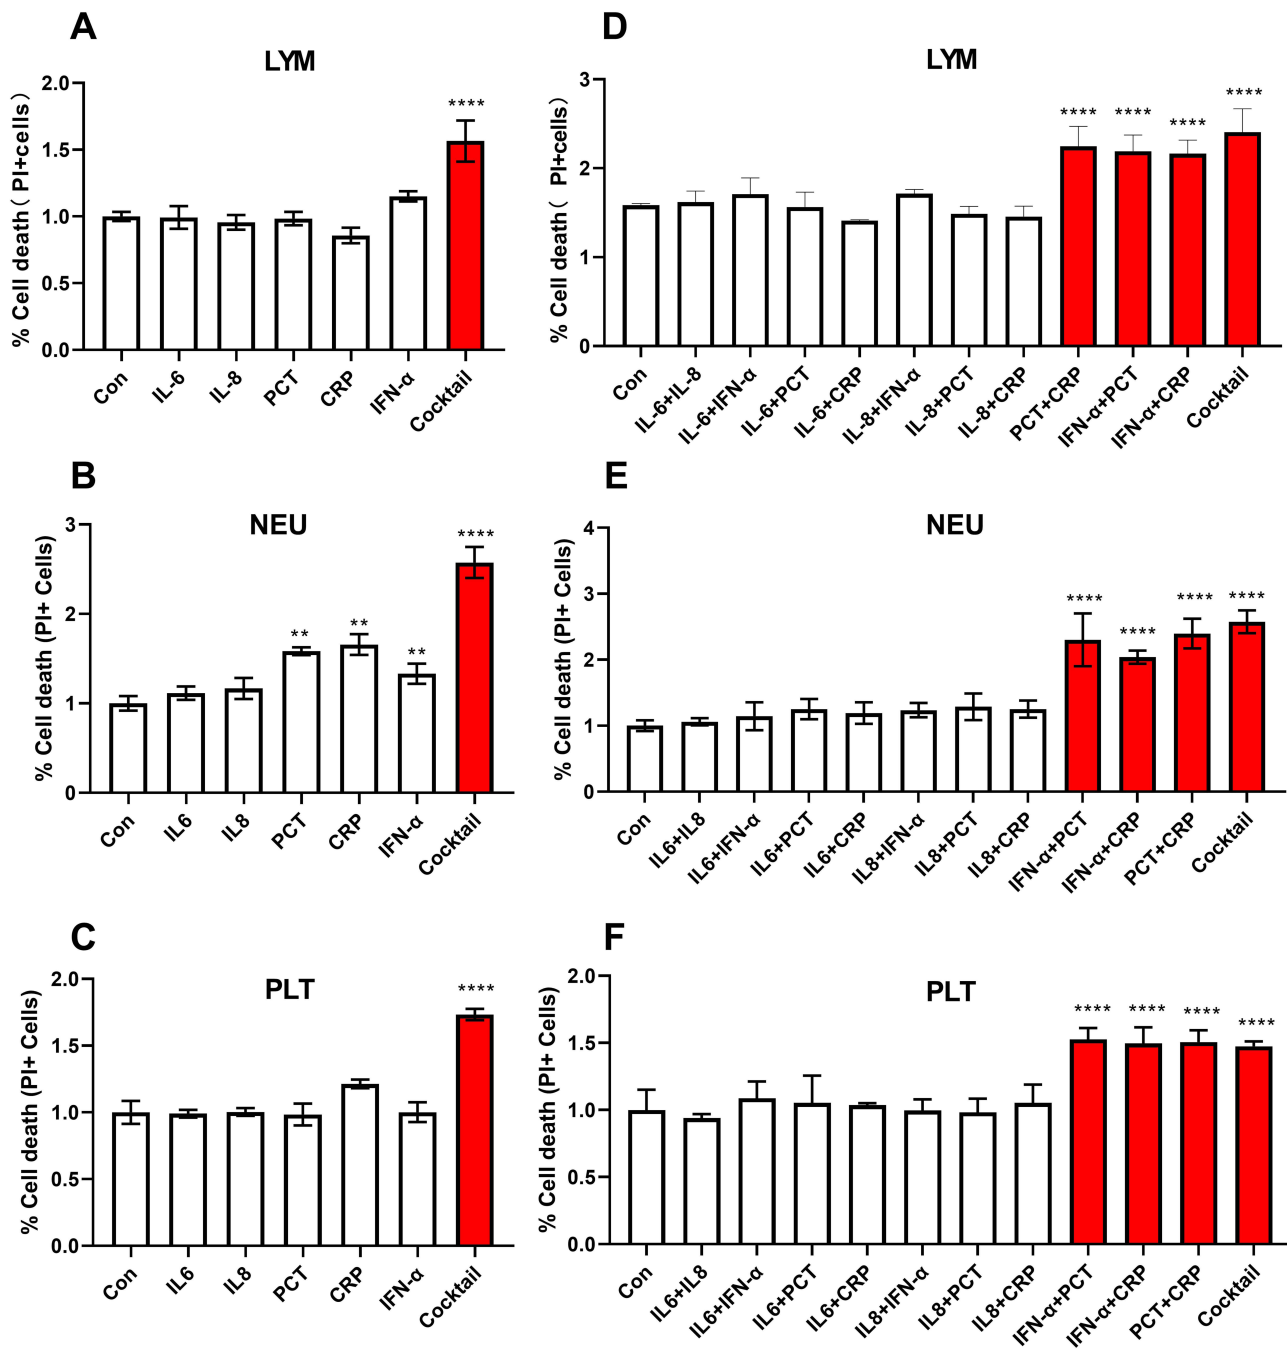 A
LYM
% Cell death ( PI+cells)
2.0
1.5
1.0
0.5
0.0
****
Con
IL-6
IL-8
PCT
CRP
IFN-α
Cocktail
D
LYM
% Cell death ( PI+cells)
3
2
1
0
**** **** **** ****
Con
IL-6+IL-8
IL-6+IFN-α
IL-6+PCT
IL-6+CRP
IL-8+IFN-α
IL-8+PCT
IL-8+CRP
PCT+CRP
IFN-α+PCT
IFN-α+CRP
Cocktail
B
NEU
% Cell death (PI+ Cells)
3
2
1
0
** ** ** ****
Con
IL6
IL8
PCT
CRP
IFN-α
Cocktail
E
NEU
% Cell death (PI+ Cells)
4
3
2
1
0
**** **** **** ****
Con
IL6+IL8
IL6+IFN-α
IL6+PCT
IL6+CRP
IL8+IFN-α
IL8+PCT
IL8+CRP
IFN-α+PCT
IFN-α+CRP
PCT+CRP
Cocktail
C
PLT
% Cell death (PI+ Cells)
2.0
1.5
1.0
0.5
0.0
****
Con
IL6
IL8
PCT
CRP
IFN-α
Cocktail
F
PLT
% Cell death (PI+ Cells)
2.0
1.5
1.0
0.5
0.0
**** **** **** ****
Con
IL6+IL8
IL6+IFN-α
IL6+PCT
IL6+CRP
IL8+IFN-α
IL8+PCT
IL8+CRP
IFN-α+PCT
IFN-α+CRP
PCT+CRP
Cocktail